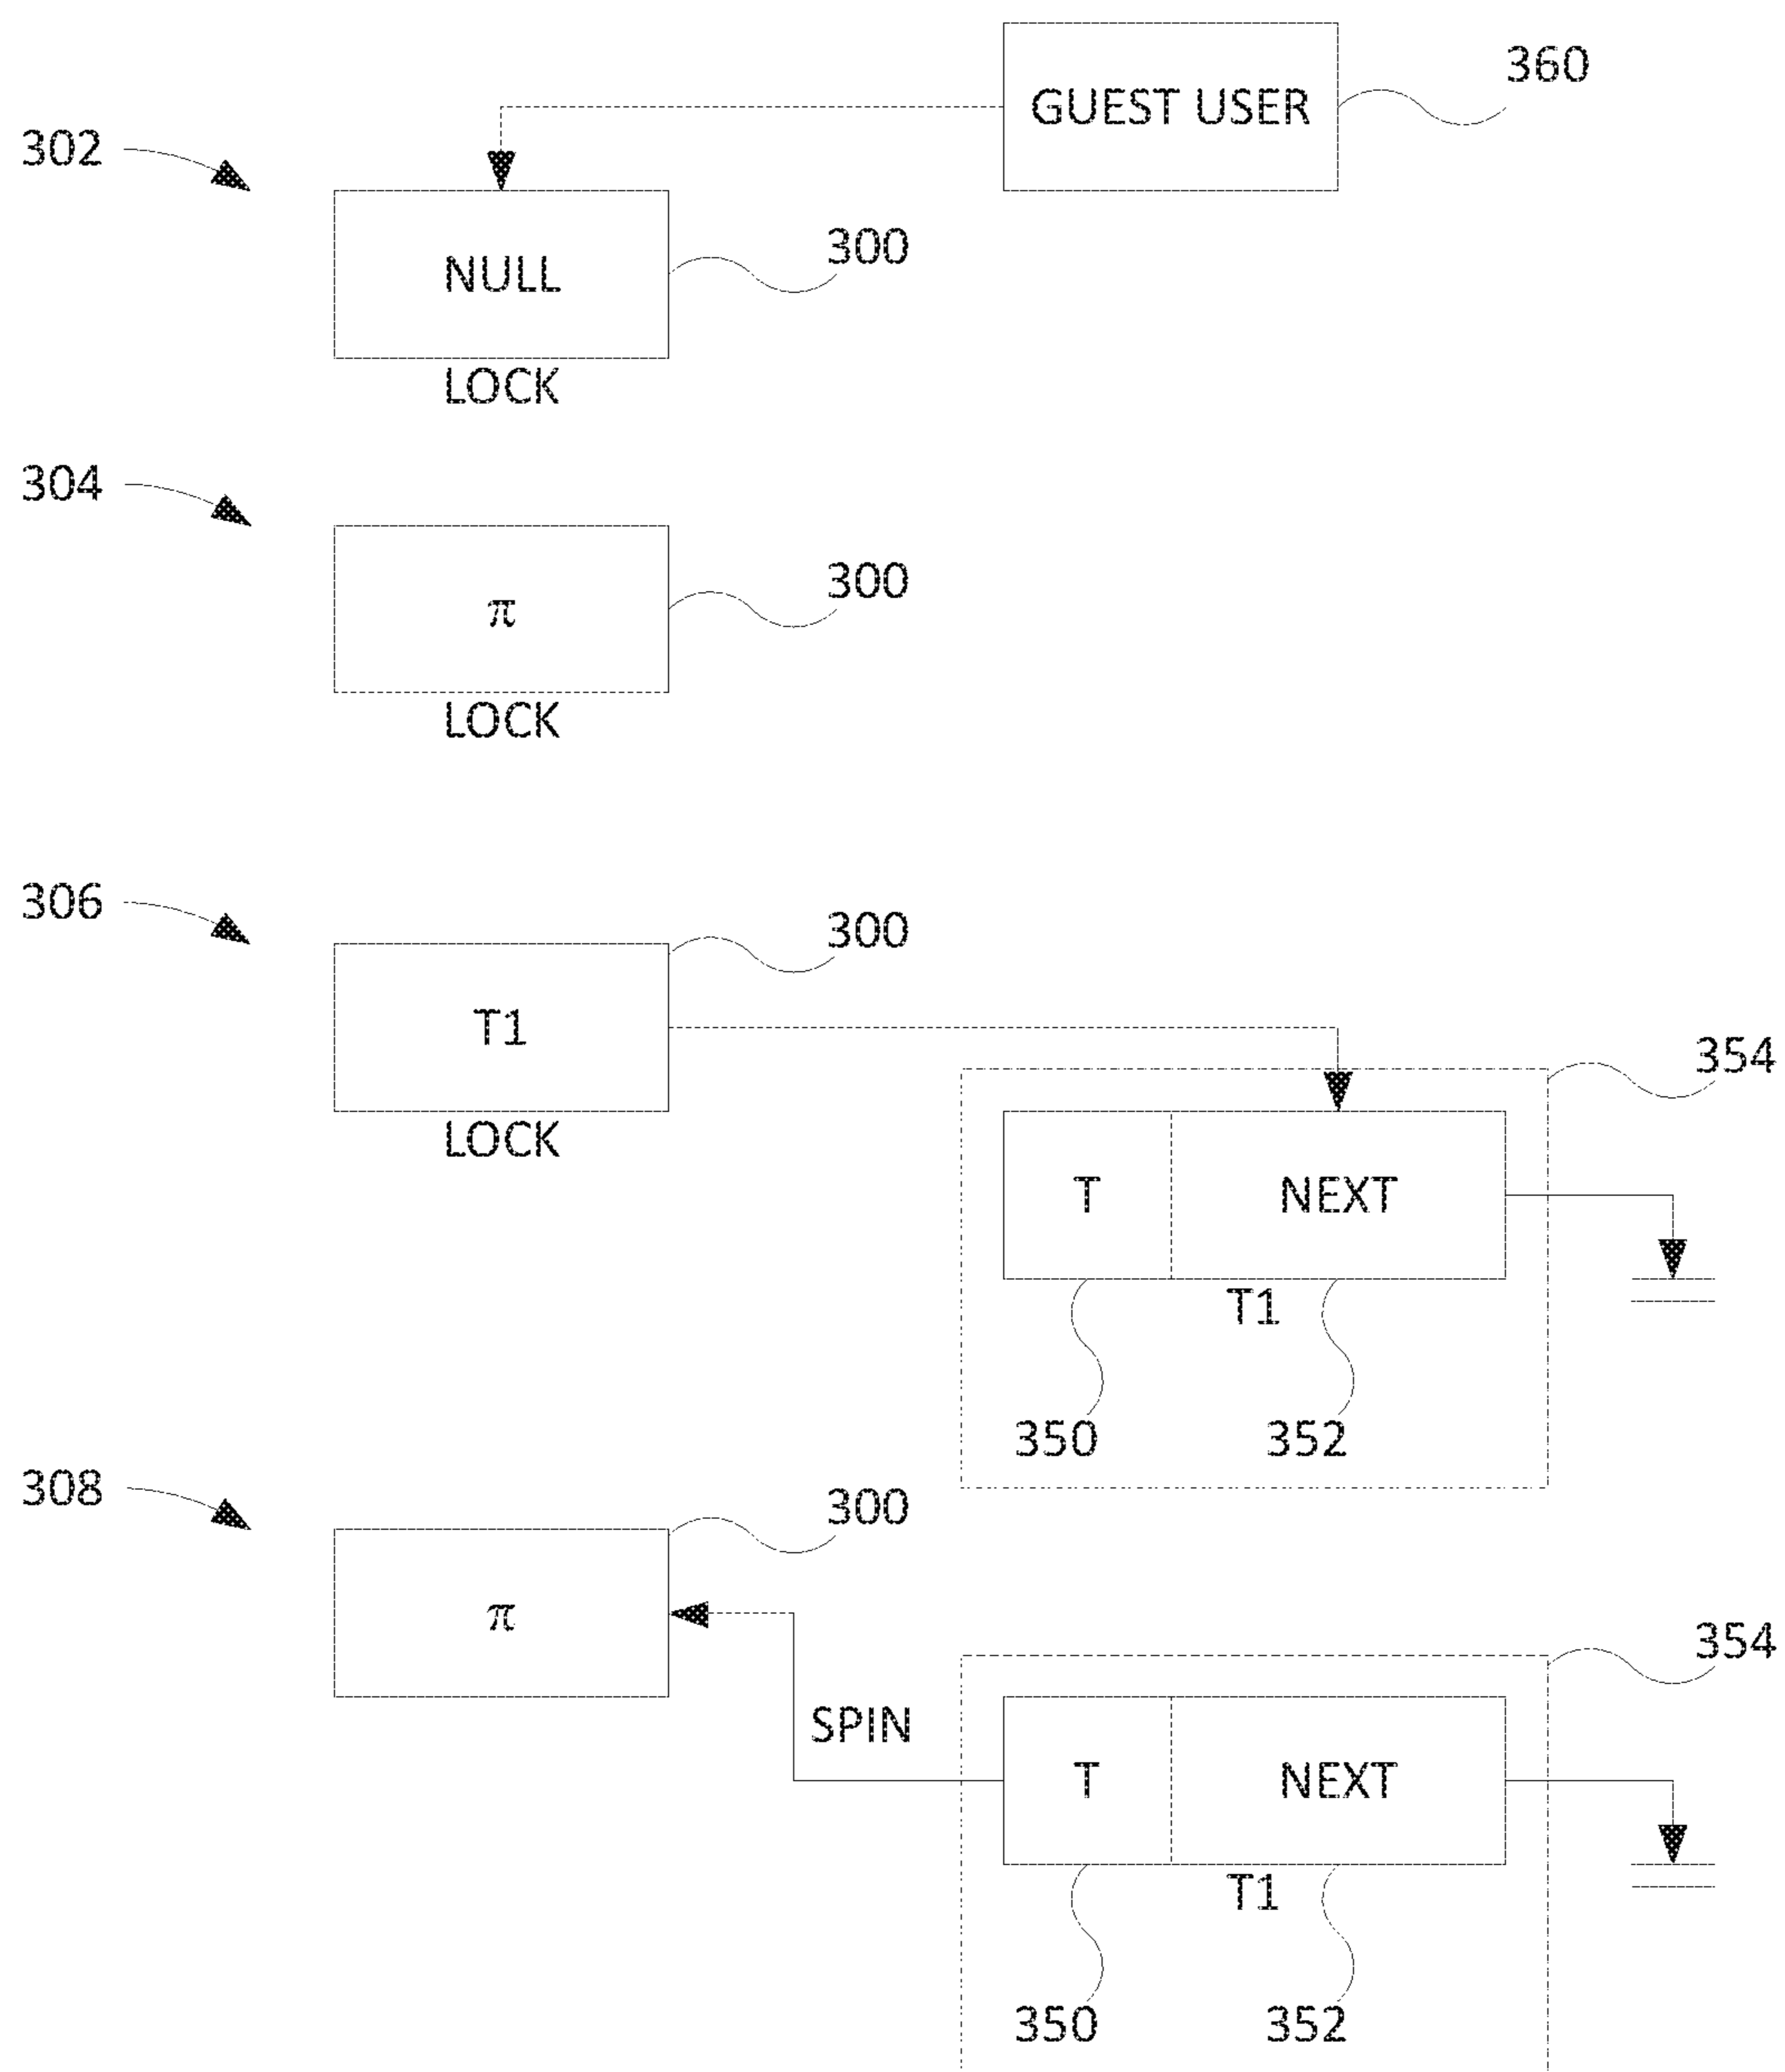 GUEST USER
360
302
NULL
300
LOCK
304
π
300
LOCK
306
T1
300
LOCK
354
T
NEXT
T1
350
352
308
π
300
354
SPIN
T
NEXT
T1
350
352